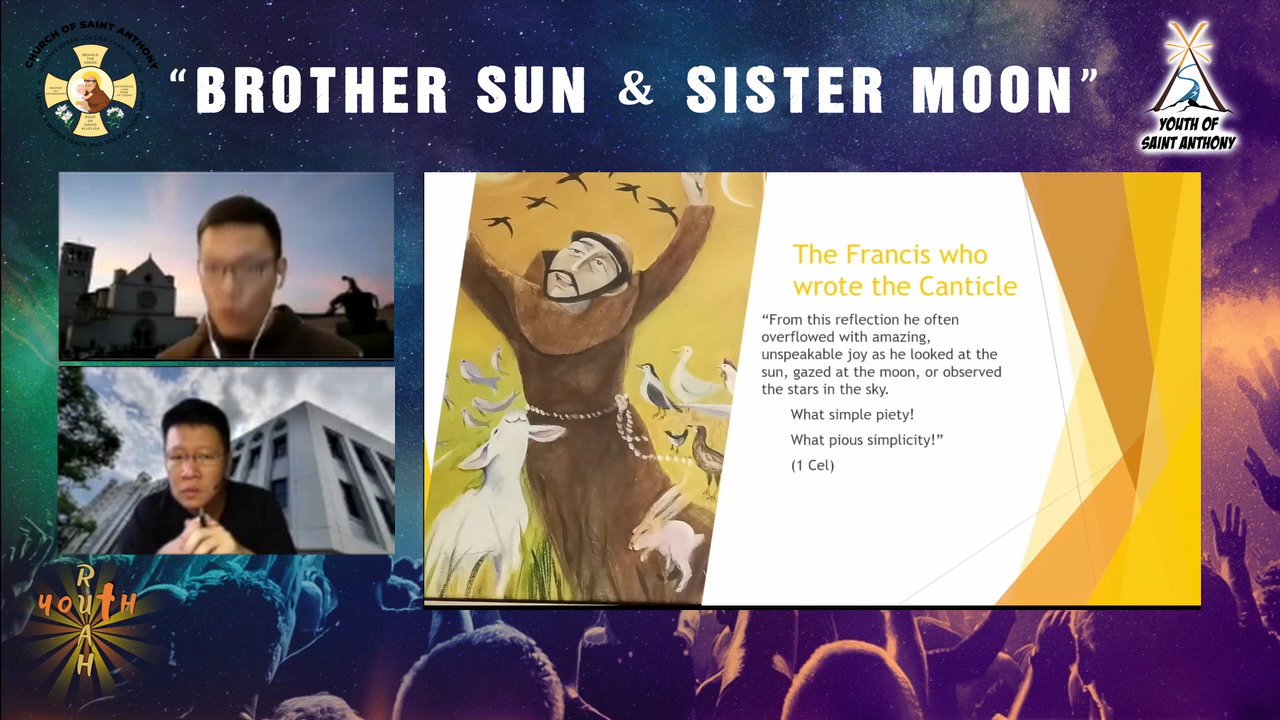 CHURCH OF SAINT ANTHONY
“BROTHER SUN & SISTER MOON”
YOUTH OF
SAINT ANTHONY
The Francis who
wrote the Canticle
“From this reflection he often
overflowed with amazing,
unspeakable joy as he looked at the
sun, gazed at the moon, or observed
the stars in the sky.
What simple piety!
What pious simplicity!”
(1 Cel)
YOUTH
RUAH